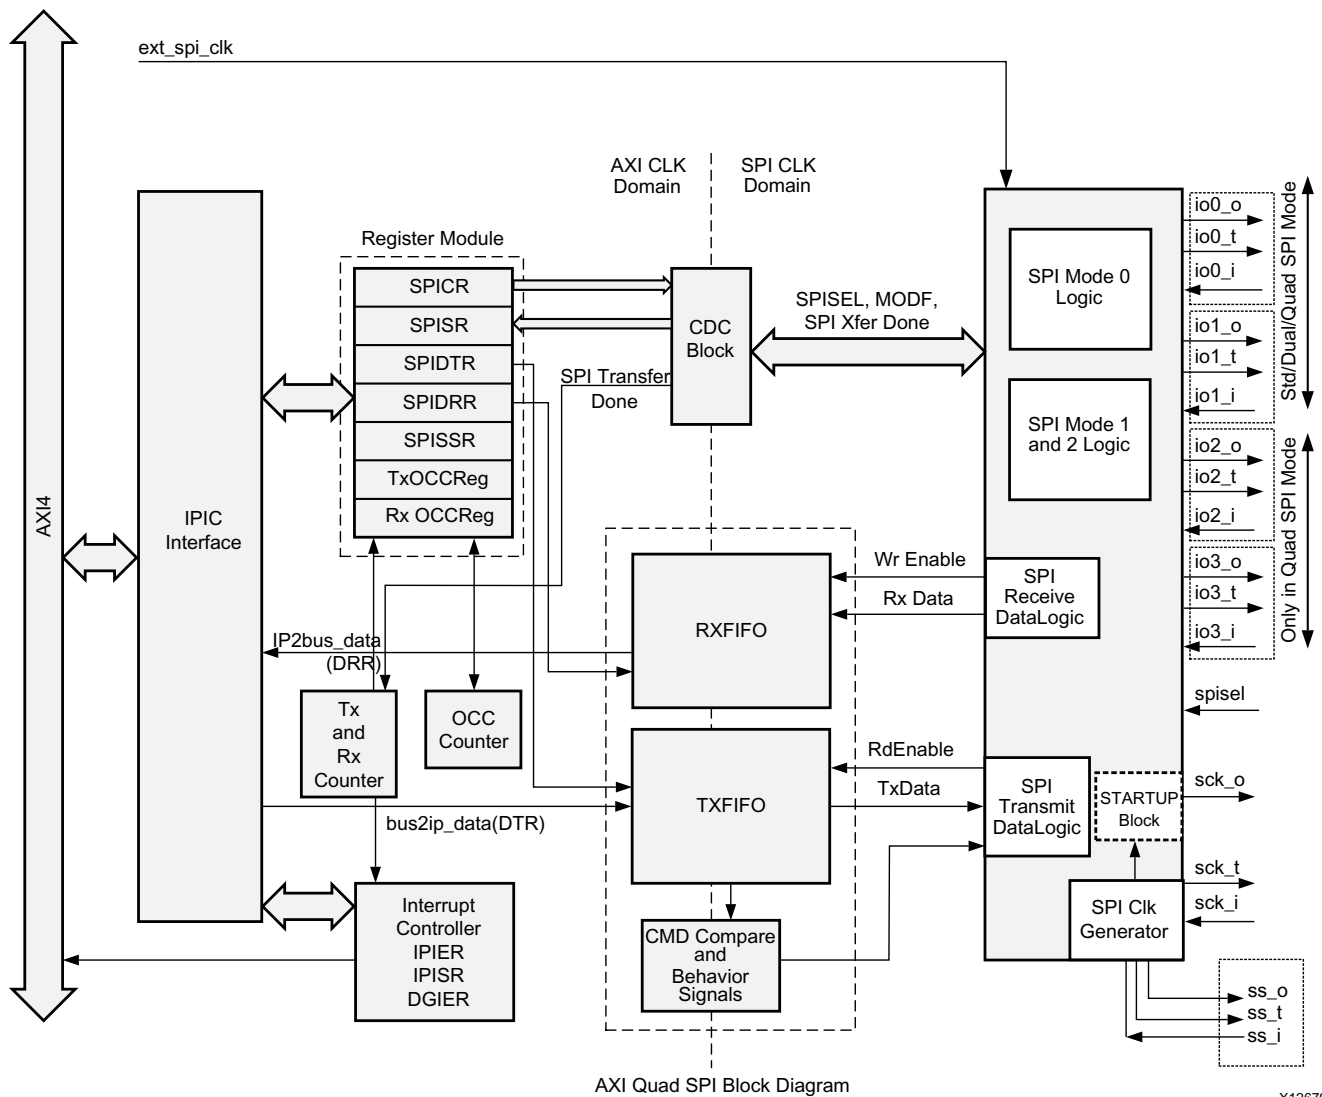 ext_spi_clk
AXI CLK
Domain
SPI CLK
Domain
Register Module
SPICR
SPISR
SPIDTR
SPIDRR
SPISSR
TxOCCReg
Rx OCCReg
CDC
Block
SPISEL, MODF,
SPI Xfer Done
SPI Transfer
Done
SPI Mode 0
Logic
SPI Mode 1
and 2 Logic
io0_o
io0_t
io0_i
io1_o
io1_t
io1_i
io2_o
io2_t
io2_i
io3_o
io3_t
io3_i
Std/Dual/Quad SPI Mode
Only in Quad SPI Mode
AXI4
IPIC
Interface
Wr Enable
Rx Data
SPI
Receive
DataLogic
RXFIFO
IP2bus_data
(DRR)
Tx
and
Rx
Counter
OCC
Counter
spisel
RdEnable
TxData
TXFIFO
SPI
Transmit
DataLogic
STARTUP
Block
sck_o
bus2ip_data(DTR)
sck_t
sck_i
SPI Clk
Generator
Interrupt
Controller
IPIER
IPISR
DGIER
CMD Compare
and
Behavior
Signals
ss_o
ss_t
ss_i
AXI Quad SPI Block Diagram